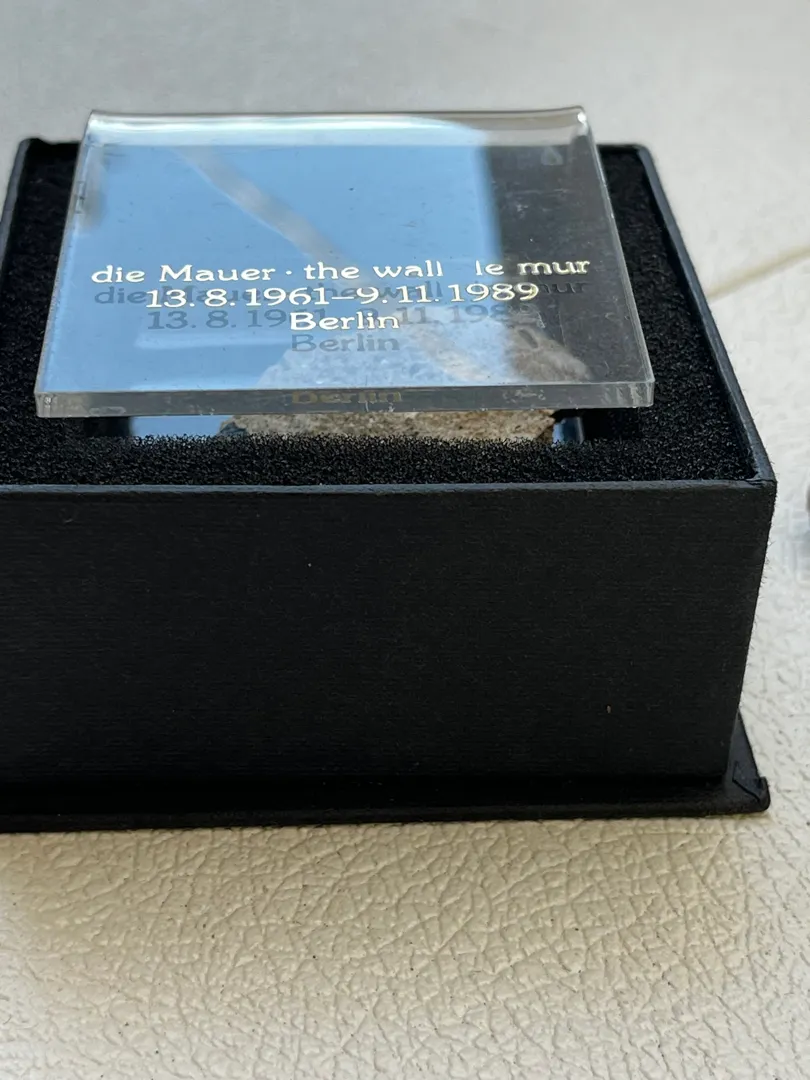 die Mauer · the wall le mur
13. 8. 1961–9. 11. 1989
Berlin